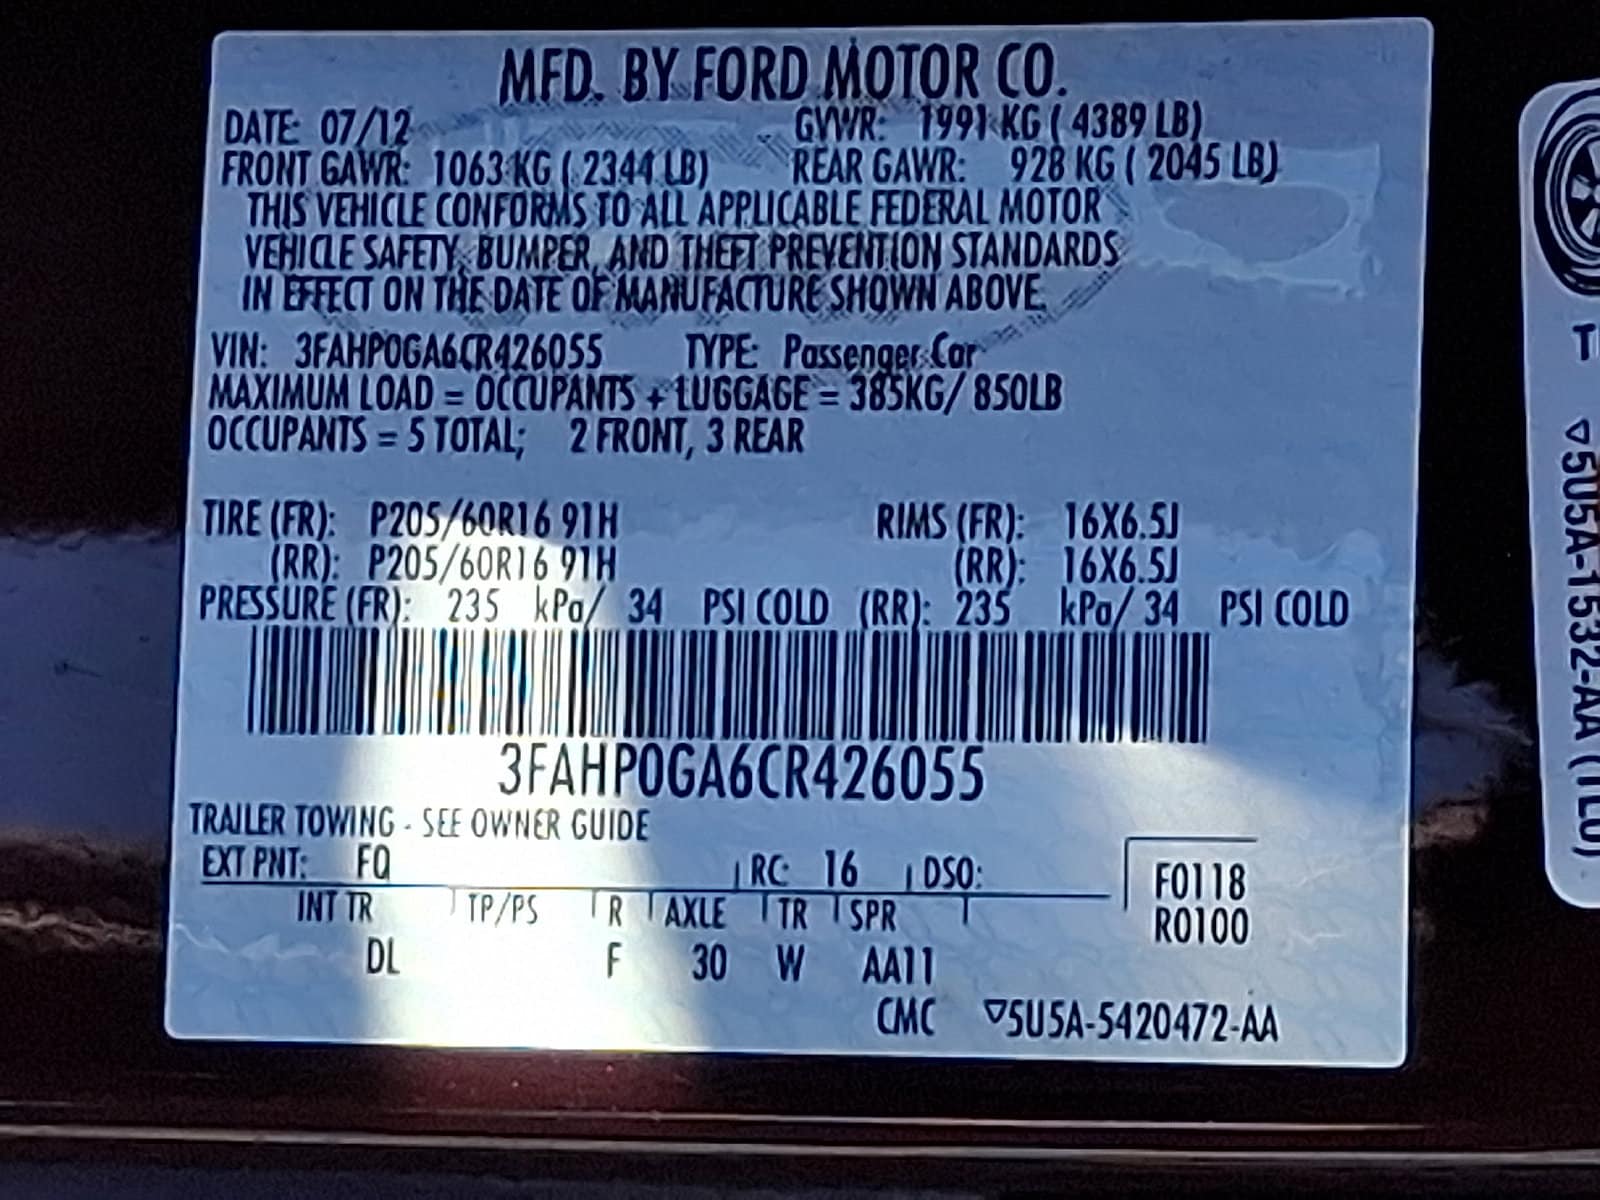 MFD. BY FORD MOTOR CO.
DATE: 07/12 GVWR: 1991 KG ( 4389 LB)
FRONT GAWR: 1063 KG ( 2344 LB) REAR GAWR: 928 KG ( 2045 LB)
THIS VEHICLE CONFORMS TO ALL APPLICABLE FEDERAL MOTOR
VEHICLE SAFETY, BUMPER, AND THEFT PREVENTION STANDARDS
IN EFFECT ON THE DATE OF MANUFACTURE SHOWN ABOVE.
VIN: 3FAHP0GA6CR426055 TYPE: Passenger Car
MAXIMUM LOAD = OCCUPANTS + LUGGAGE = 385KG/ 850LB
OCCUPANTS = 5 TOTAL; 2 FRONT, 3 REAR
TIRE (FR): P205/60R16 91H RIMS (FR): 16X6.5J
(RR): P205/60R16 91H (RR): 16X6.5J
PRESSURE (FR): 235 kPa/ 34 PSI COLD (RR): 235 kPa/ 34 PSI COLD
3FAHP0GA6CR426055
TRAILER TOWING - SEE OWNER GUIDE
EXT PNT: FQ RC: 16 DSO:
F0118
INT TR TP/PS R AXLE TR SPR
R0100
DL F 30 W AA11
CMC ▽5U5A-5420472-AA
T
▽5U5A-1532-AA (TL6)